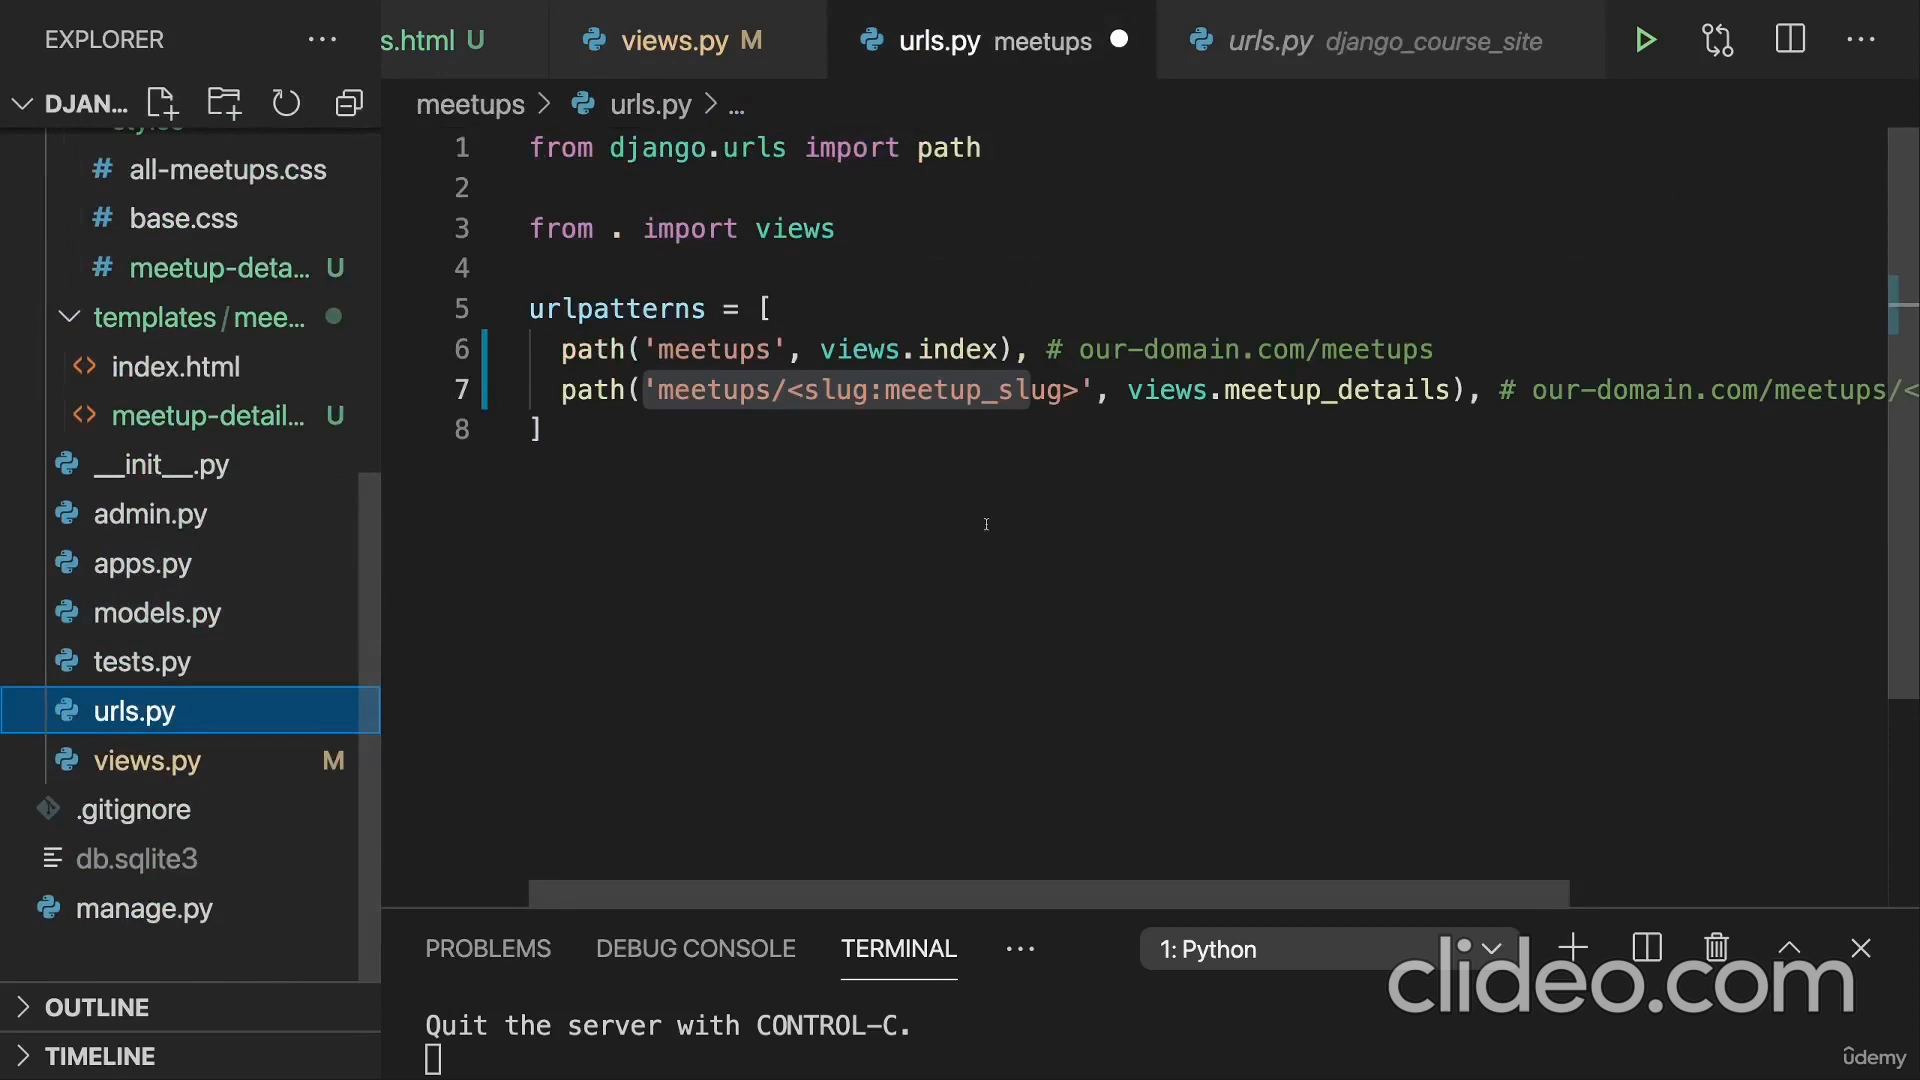 EXPLORER
s.html U
views.py M
urls.py meetups
urls.py django_course_site
DJAN...
meetups > urls.py > ...
all-meetups.css
base.css
meetup-deta... U
templates/mee...
index.html
meetup-detail... U
__init__.py
admin.py
apps.py
models.py
tests.py
urls.py
views.py M
.gitignore
db.sqlite3
manage.py
OUTLINE
TIMELINE
1 from django.urls import path
2
3 from . import views
4
5 urlpatterns = [
6 path('meetups', views.index), # our-domain.com/meetups
7 path('meetups/<slug:meetup_slug>', views.meetup_details), # our-domain.com/meetups/<
8 ]
PROBLEMS DEBUG CONSOLE TERMINAL ... 1: Python
Quit the server with CONTROL-C.
clideo.com
ûdemy